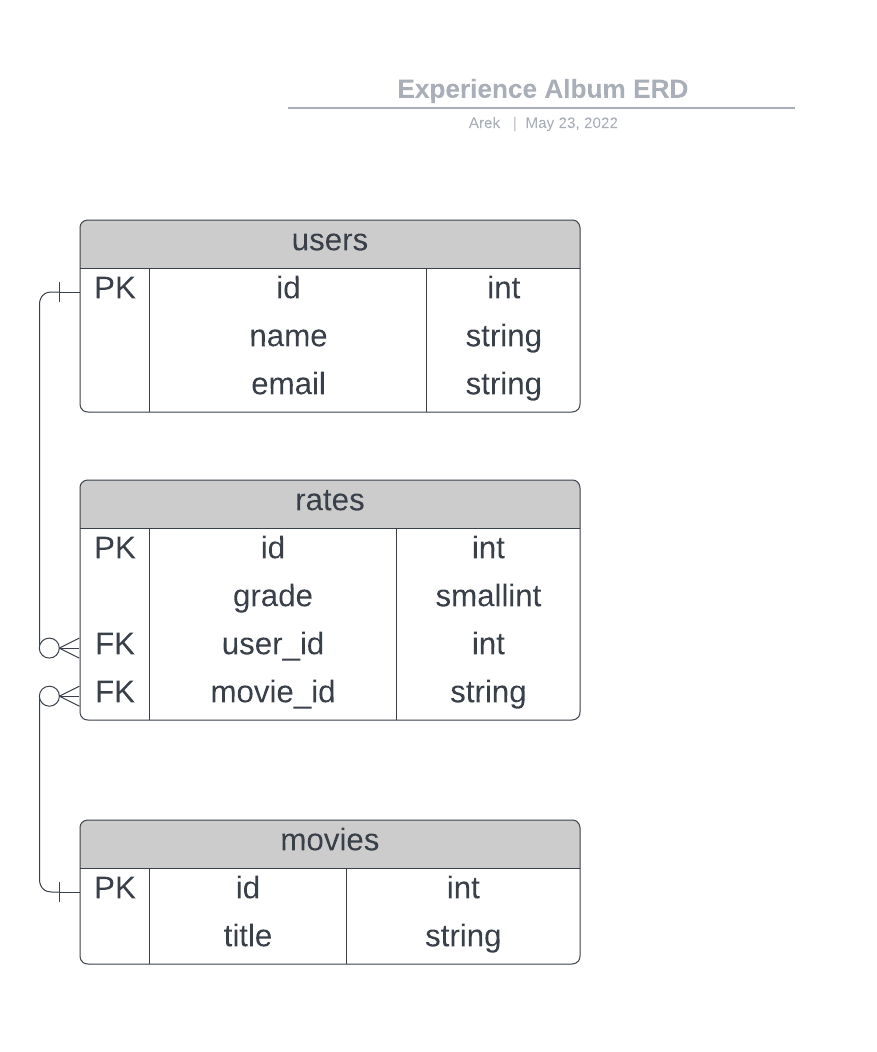 Experience Album ERD
Arek | May 23, 2022
users
PK id int
name string
email string
rates
PK id int
grade smallint
FK user_id int
FK movie_id string
movies
PK id int
title string